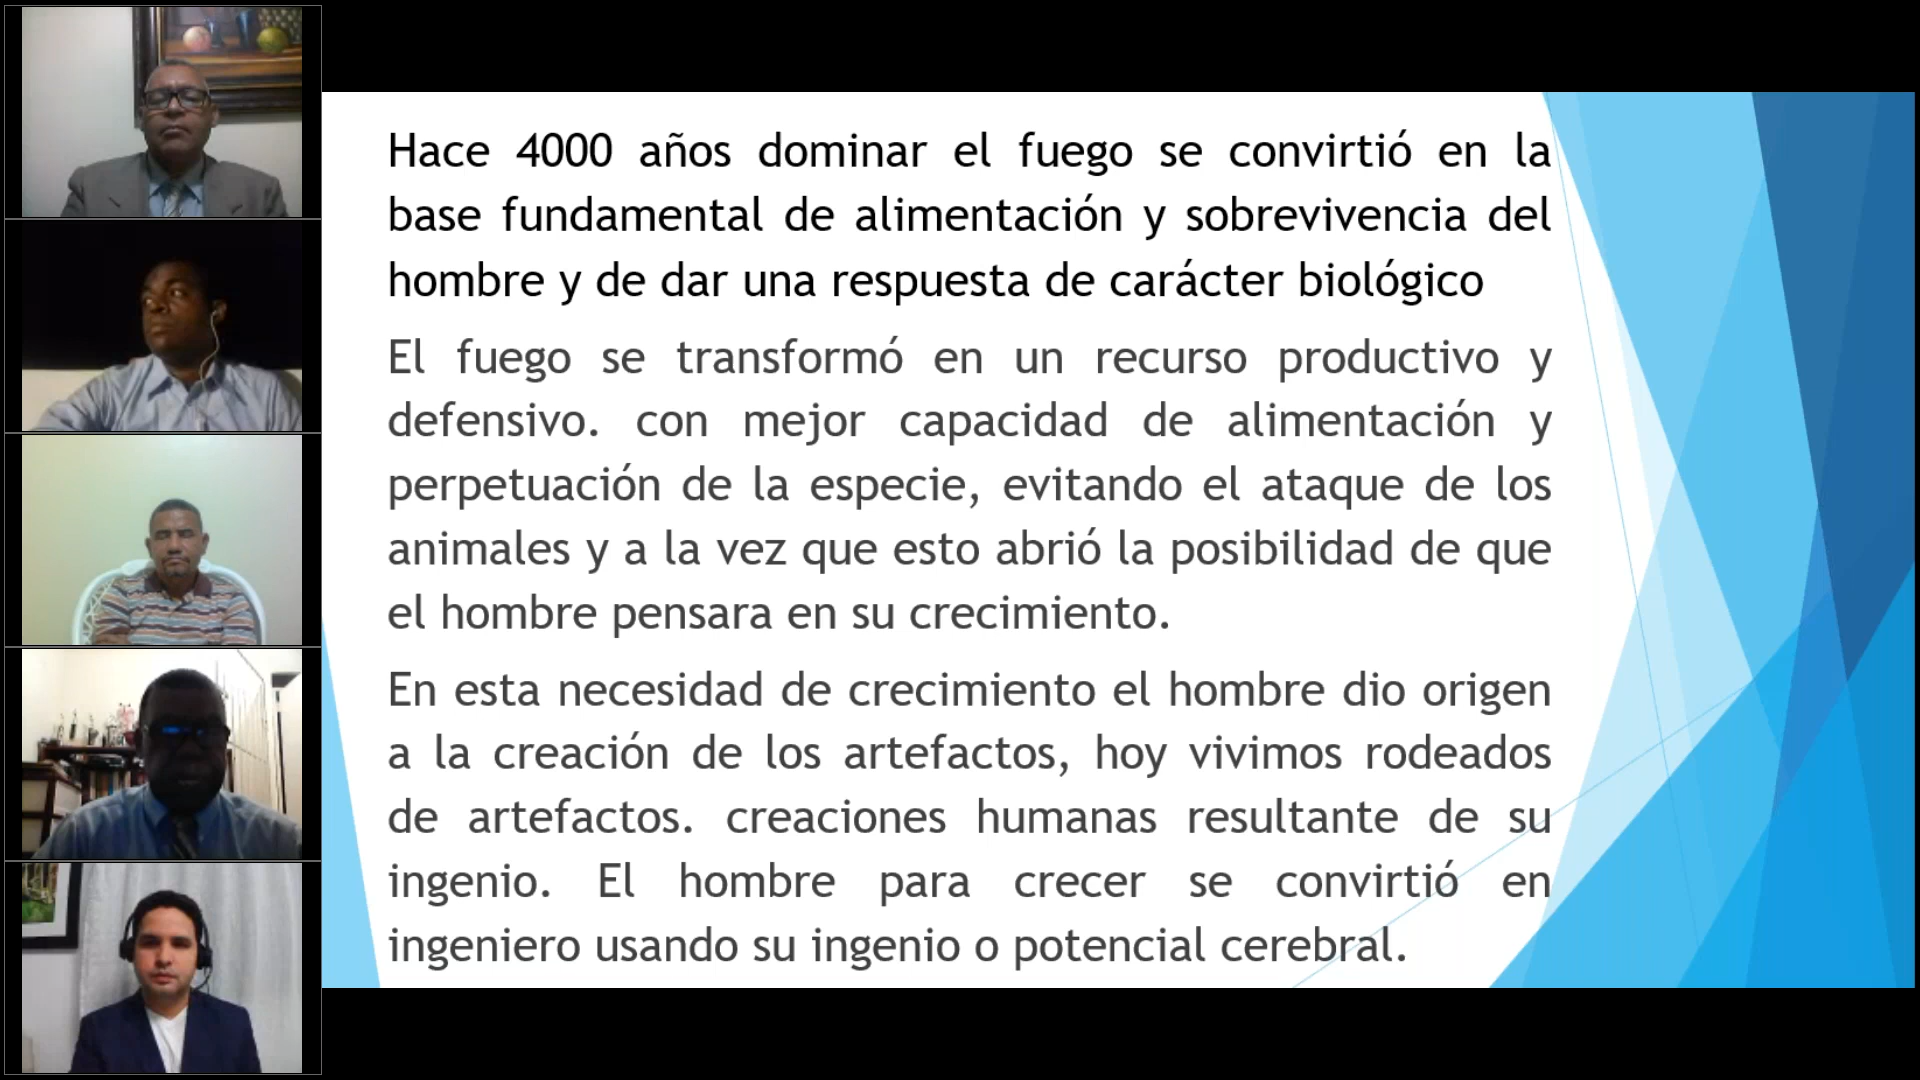 Hace 4000 años dominar el fuego se convirtió en la
base fundamental de alimentación y sobrevivencia del
hombre y de dar una respuesta de carácter biológico
El fuego se transformó en un recurso productivo y
defensivo. con mejor capacidad de alimentación y
perpetuación de la especie, evitando el ataque de los
animales y a la vez que esto abrió la posibilidad de que
el hombre pensara en su crecimiento.
En esta necesidad de crecimiento el hombre dio origen
a la creación de los artefactos, hoy vivimos rodeados
de artefactos. creaciones humanas resultante de su
ingenio. El hombre para crecer se convirtió en
ingeniero usando su ingenio o potencial cerebral.